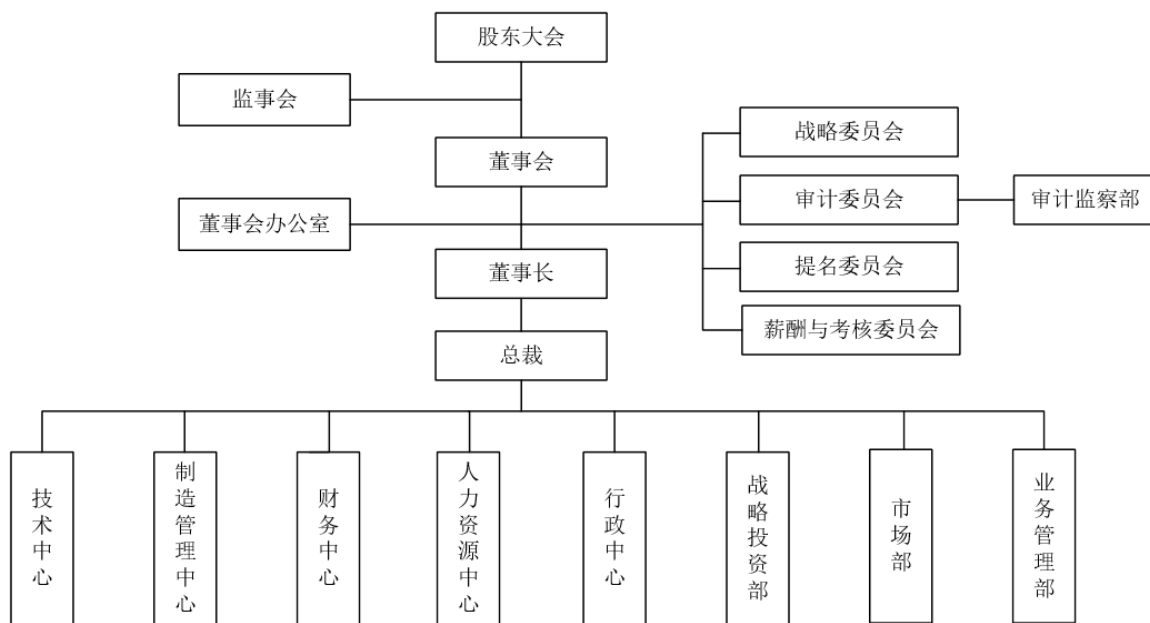 股东大会
监事会
战略委员会
董事会
审计委员会
审计监察部
董事会办公室
提名委员会
董事长
薪酬与考核委员会
总裁
技术中心
制造管理中心
财务中心
人力资源中心
行政中心
战略投资部
市场部
业务管理部